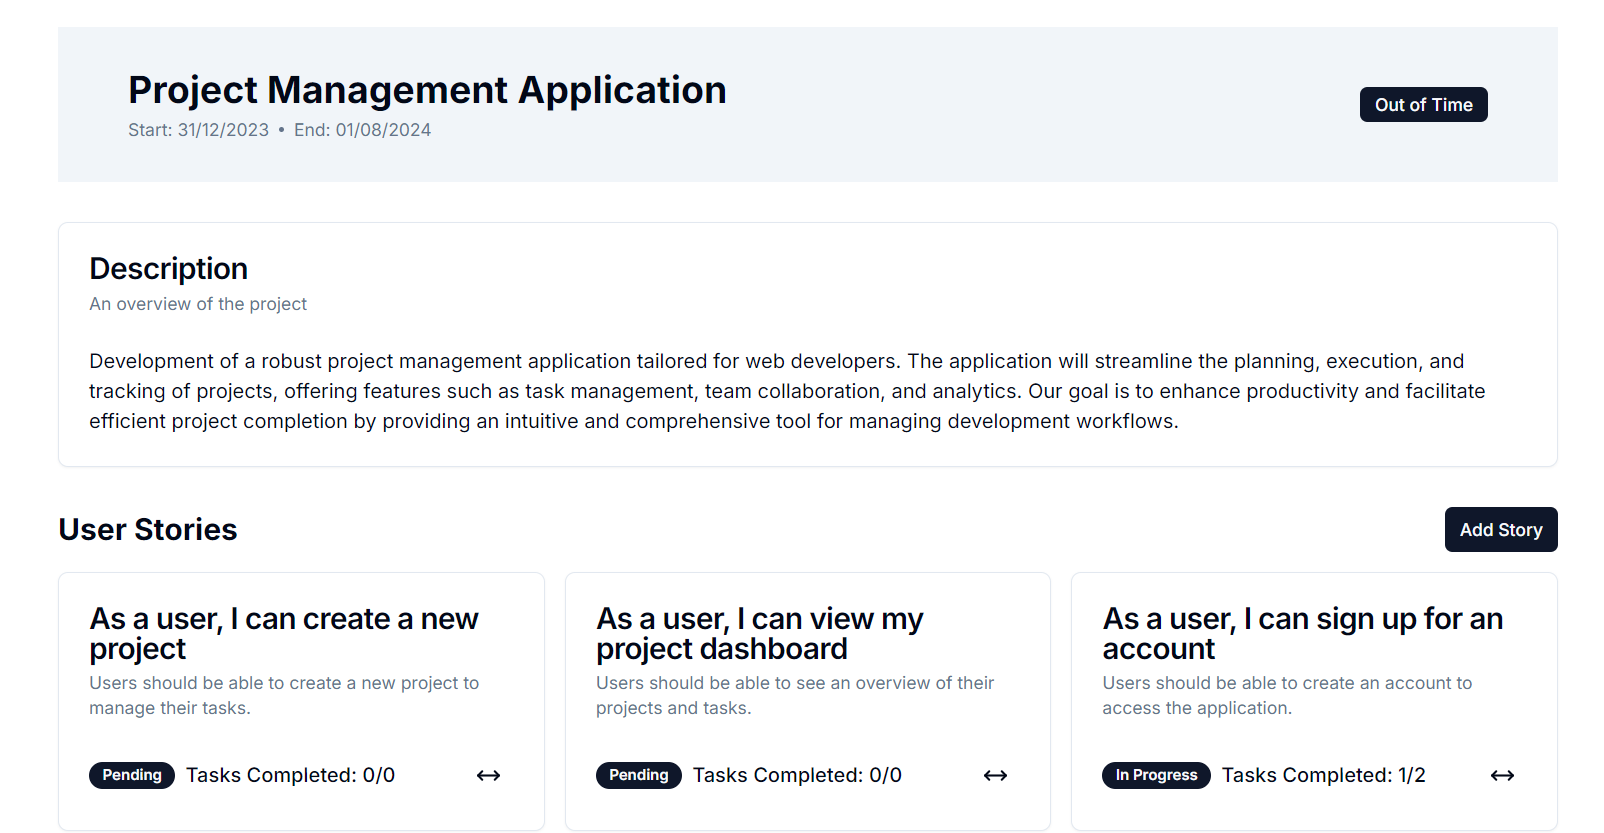 Project Management Application
Start: 31/12/2023 • End: 01/08/2024
Out of Time
Description
An overview of the project
Development of a robust project management application tailored for web developers. The application will streamline the planning, execution, and
tracking of projects, offering features such as task management, team collaboration, and analytics. Our goal is to enhance productivity and facilitate
efficient project completion by providing an intuitive and comprehensive tool for managing development workflows.
User Stories
Add Story
As a user, I can create a new
project
Users should be able to create a new project to
manage their tasks.
Pending Tasks Completed: 0/0
As a user, I can view my
project dashboard
Users should be able to see an overview of their
projects and tasks.
Pending Tasks Completed: 0/0
As a user, I can sign up for an
account
Users should be able to create an account to
access the application.
In Progress Tasks Completed: 1/2